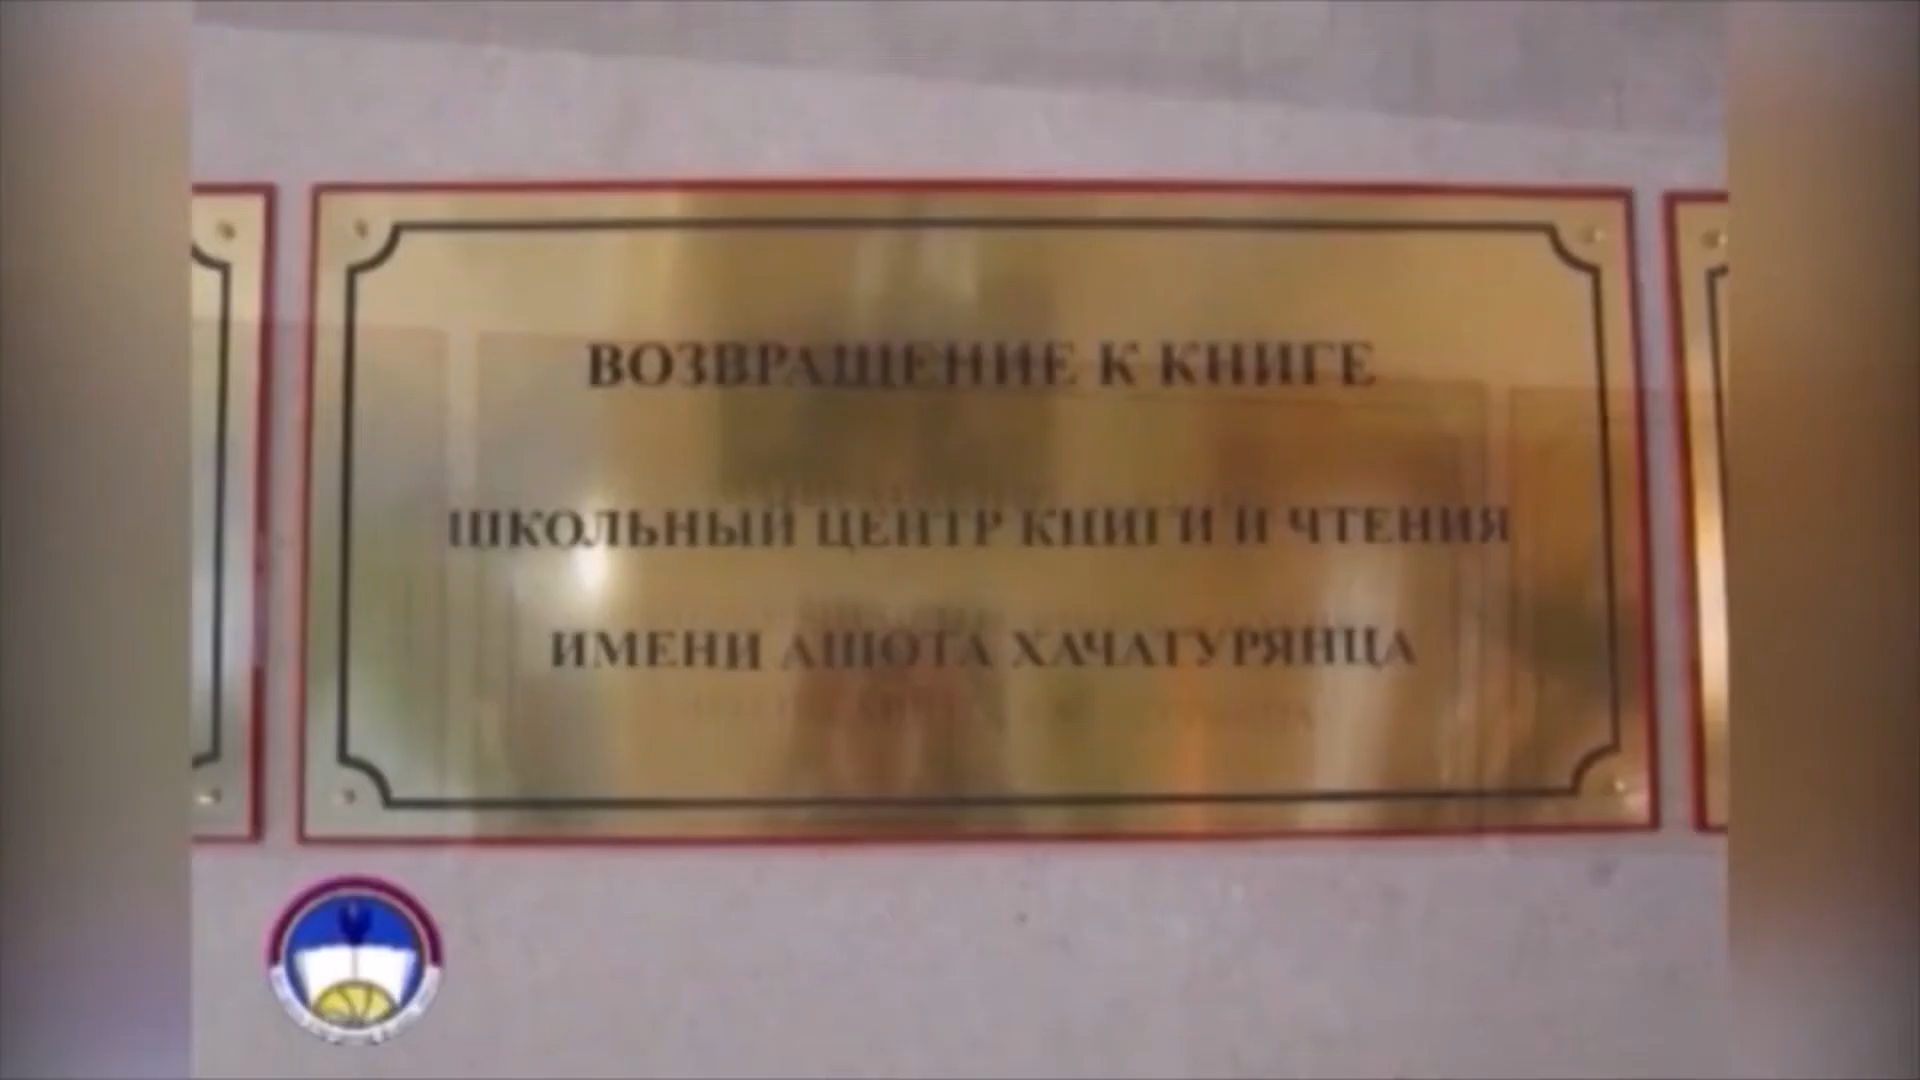 ВОЗВРАЩЕНИЕ К КНИГЕ
ШКОЛЬНЫЙ ЦЕНТР КНИГИ И ЧТЕНИЯ
ИМЕНИ АШОТА ХАЧАТУРЯНЦА